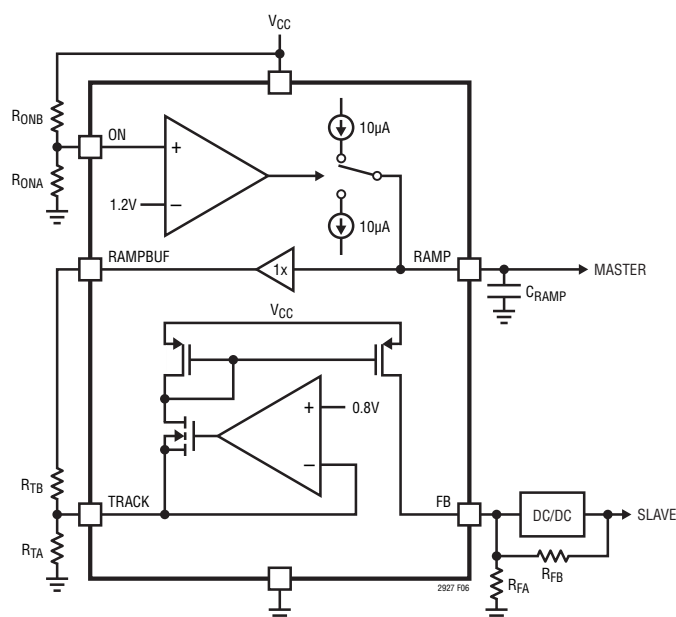 VCC
RONB
ON
RONA
+
1.2V
−
10µA
10µA
RAMPBUF
1x
RAMP
MASTER
CRAMP
VCC
+
0.8V
−
RTB
TRACK
FB
DC/DC
SLAVE
RTA
RFB
RFA
2927 F06